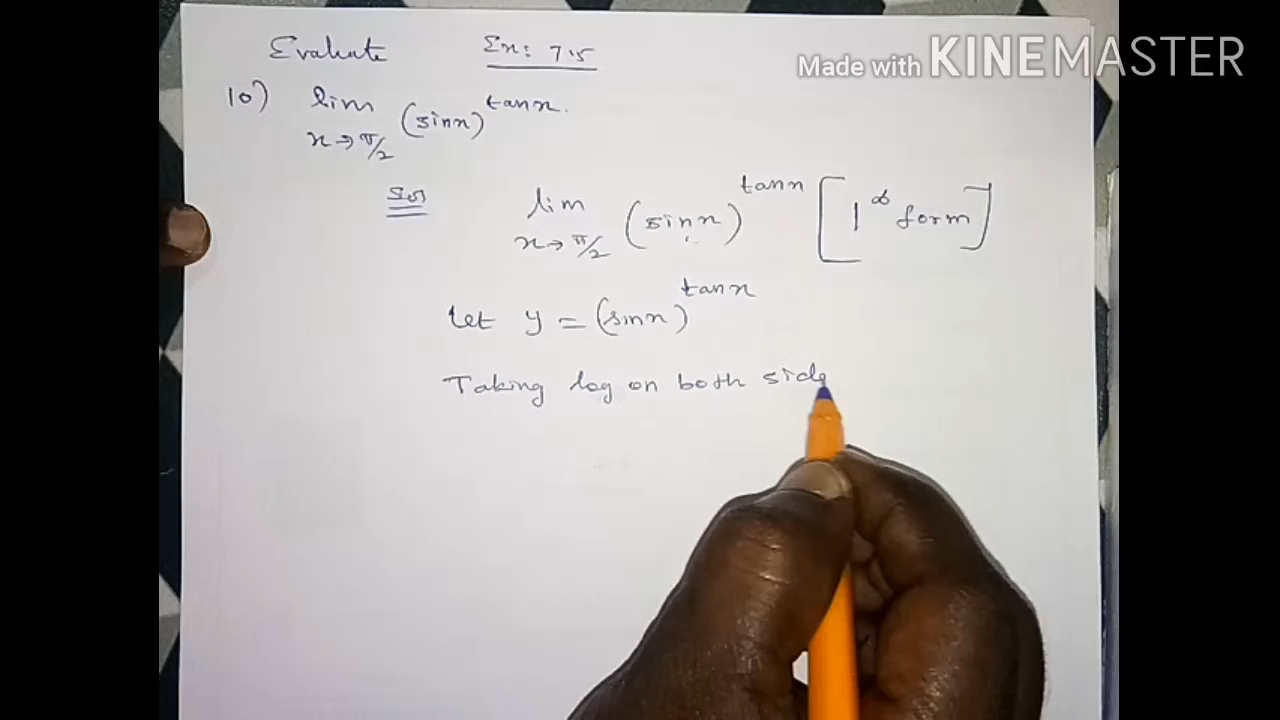 Made with KINEMASTER
Evaluate Ex: 7.5
10) lim x→π/2 (sinx)^tanx.
Sol lim x→π/2 (sinx)^tanx [1^∞ form]
Let y = (sinx)^tanx
Taking log on both side